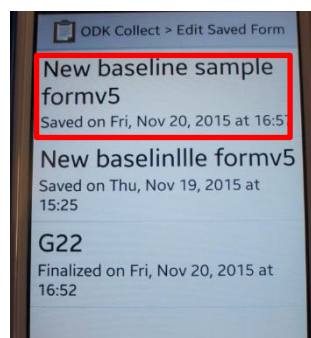 ODK Collect > Edit Saved Form
New baseline sample
formv5
Saved on Fri, Nov 20, 2015 at 16:57
New baselinllle formv5
Saved on Thu, Nov 19, 2015 at
15:25
G22
Finalized on Fri, Nov 20, 2015 at
16:52